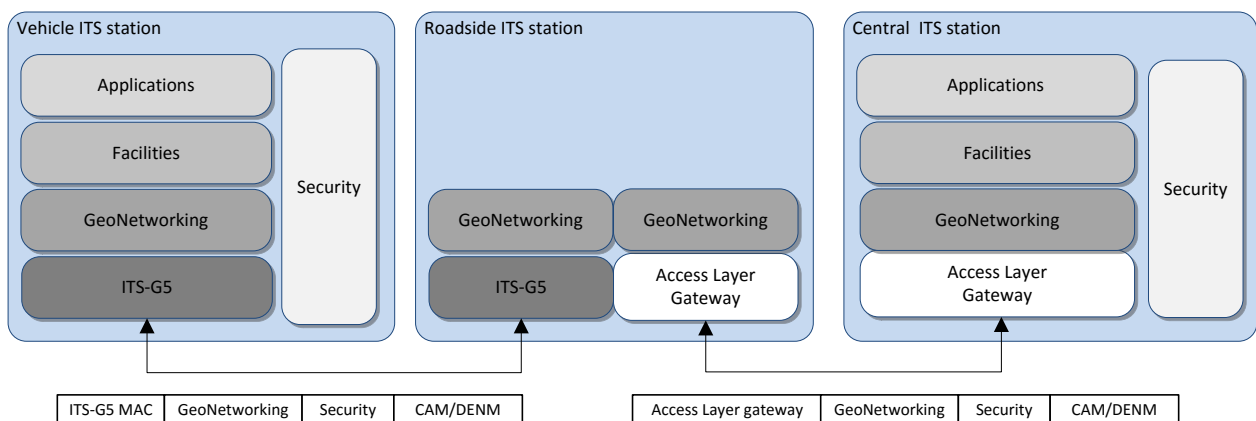 Vehicle ITS station
Applications
Facilities
GeoNetworking
ITS-G5
Security
Roadside ITS station
GeoNetworking
GeoNetworking
ITS-G5
Access Layer
Gateway
Central ITS station
Applications
Facilities
GeoNetworking
Access Layer
Gateway
Security
ITS-G5 MAC GeoNetworking Security CAM/DENM
Access Layer gateway GeoNetworking Security CAM/DENM